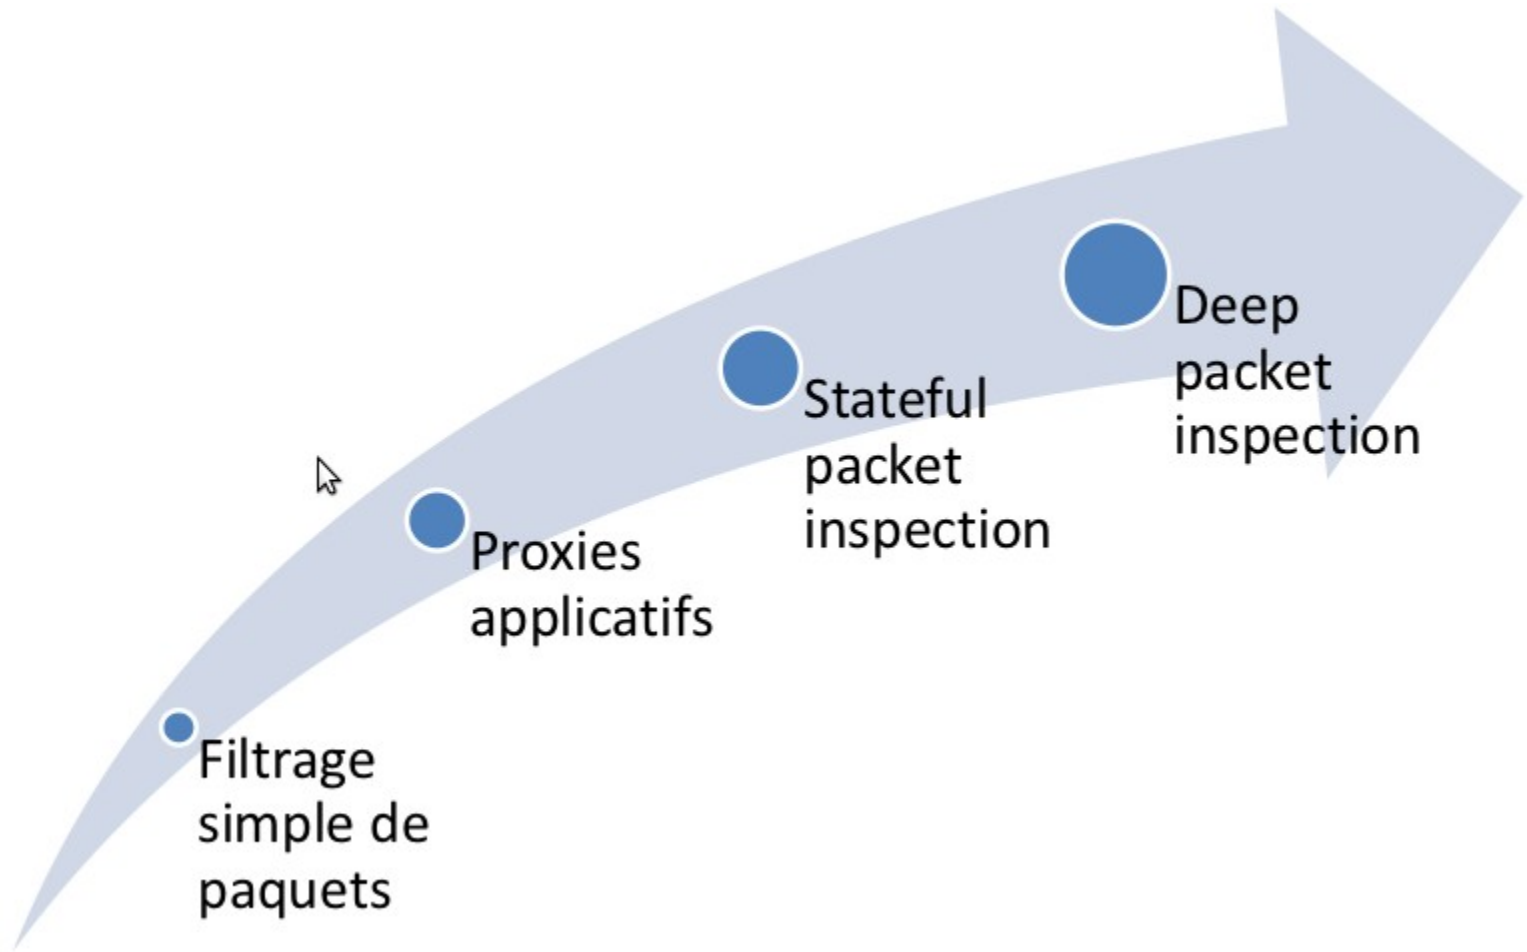 Filtrage
simple de
paquets
Proxies
applicatifs
Stateful
packet
inspection
Deep
packet
inspection